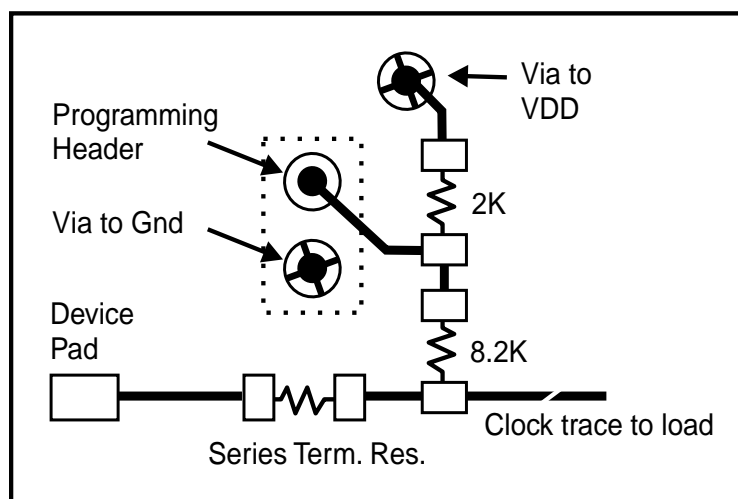 Via to
VDD
Programming
Header
2K
Via to Gnd
Device
Pad
8.2K
Clock trace to load
Series Term. Res.